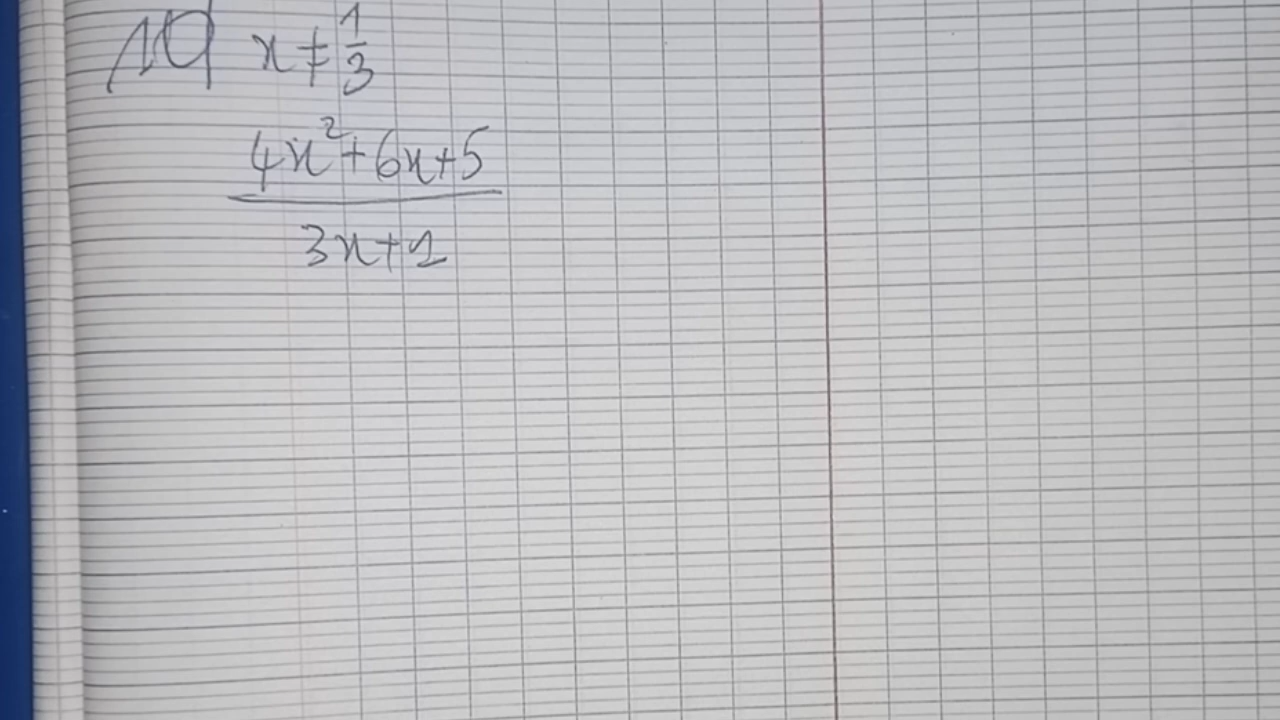 10) x ≠ 1/3
4x²+6x+5
3x+1